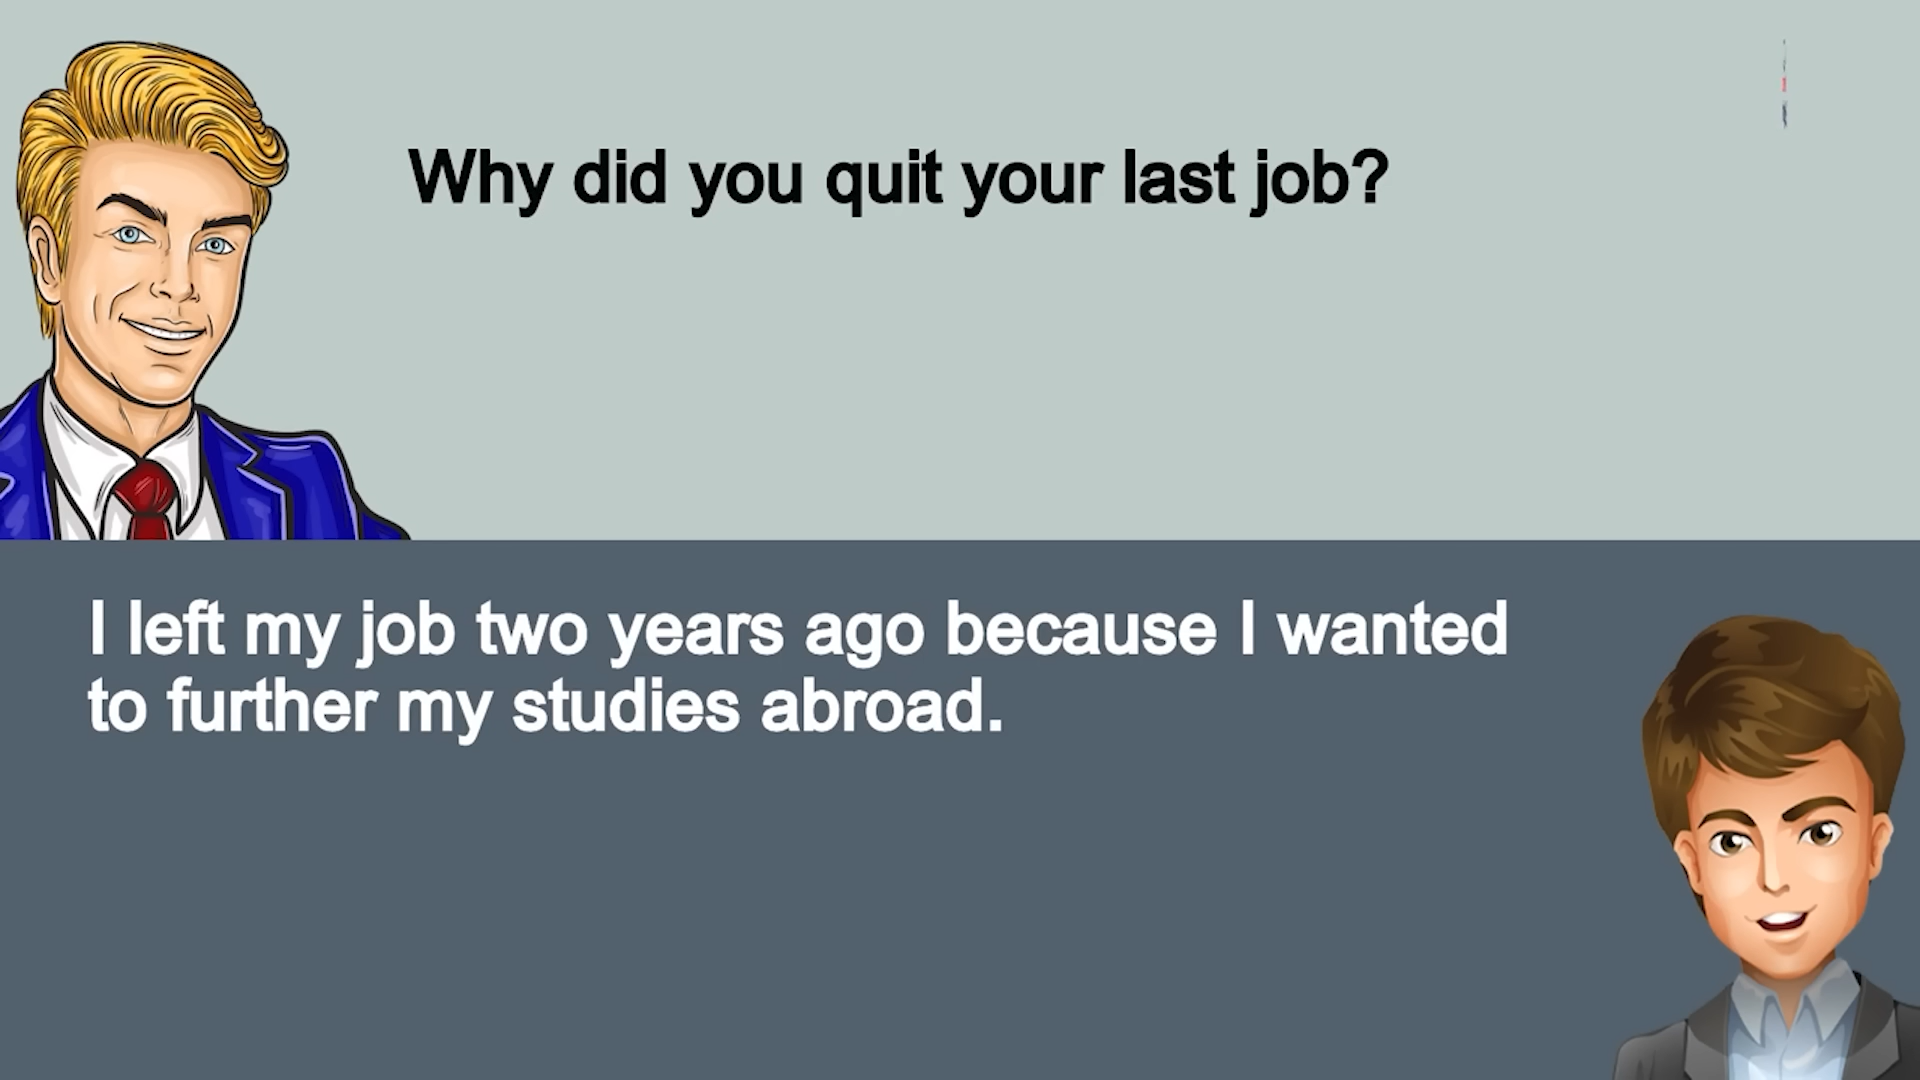 Why did you quit your last job?
I left my job two years ago because I wanted
to further my studies abroad.